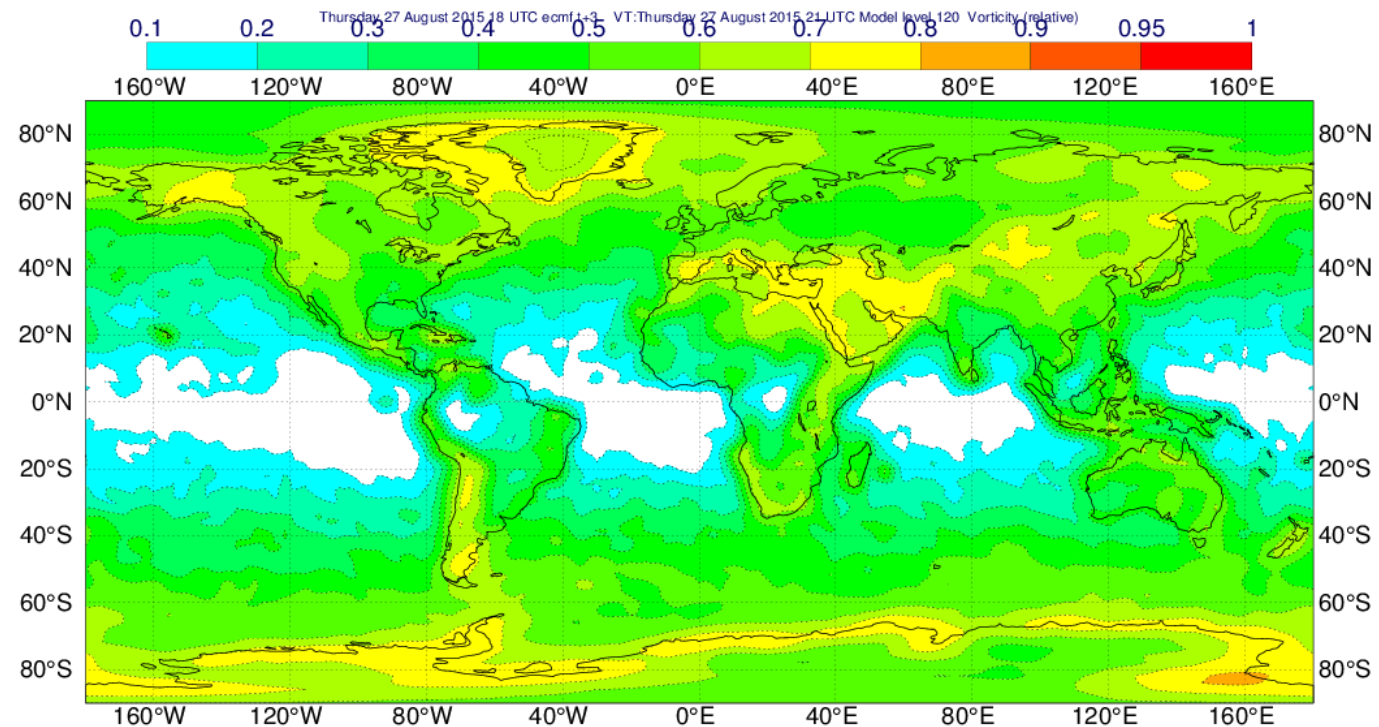 Thursday 27 August 2015 18 UTC ecmf t+3 VT:Thursday 27 August 2015 21 UTC Model level 120 Vorticity (relative)
0.1 0.2 0.3 0.4 0.5 0.6 0.7 0.8 0.9 0.95 1
160°W 120°W 80°W 40°W 0°E 40°E 80°E 120°E 160°E
80°N 80°N
60°N 60°N
40°N 40°N
20°N 20°N
0°N 0°N
20°S 20°S
40°S 40°S
60°S 60°S
80°S 80°S
160°W 120°W 80°W 40°W 0°E 40°E 80°E 120°E 160°E